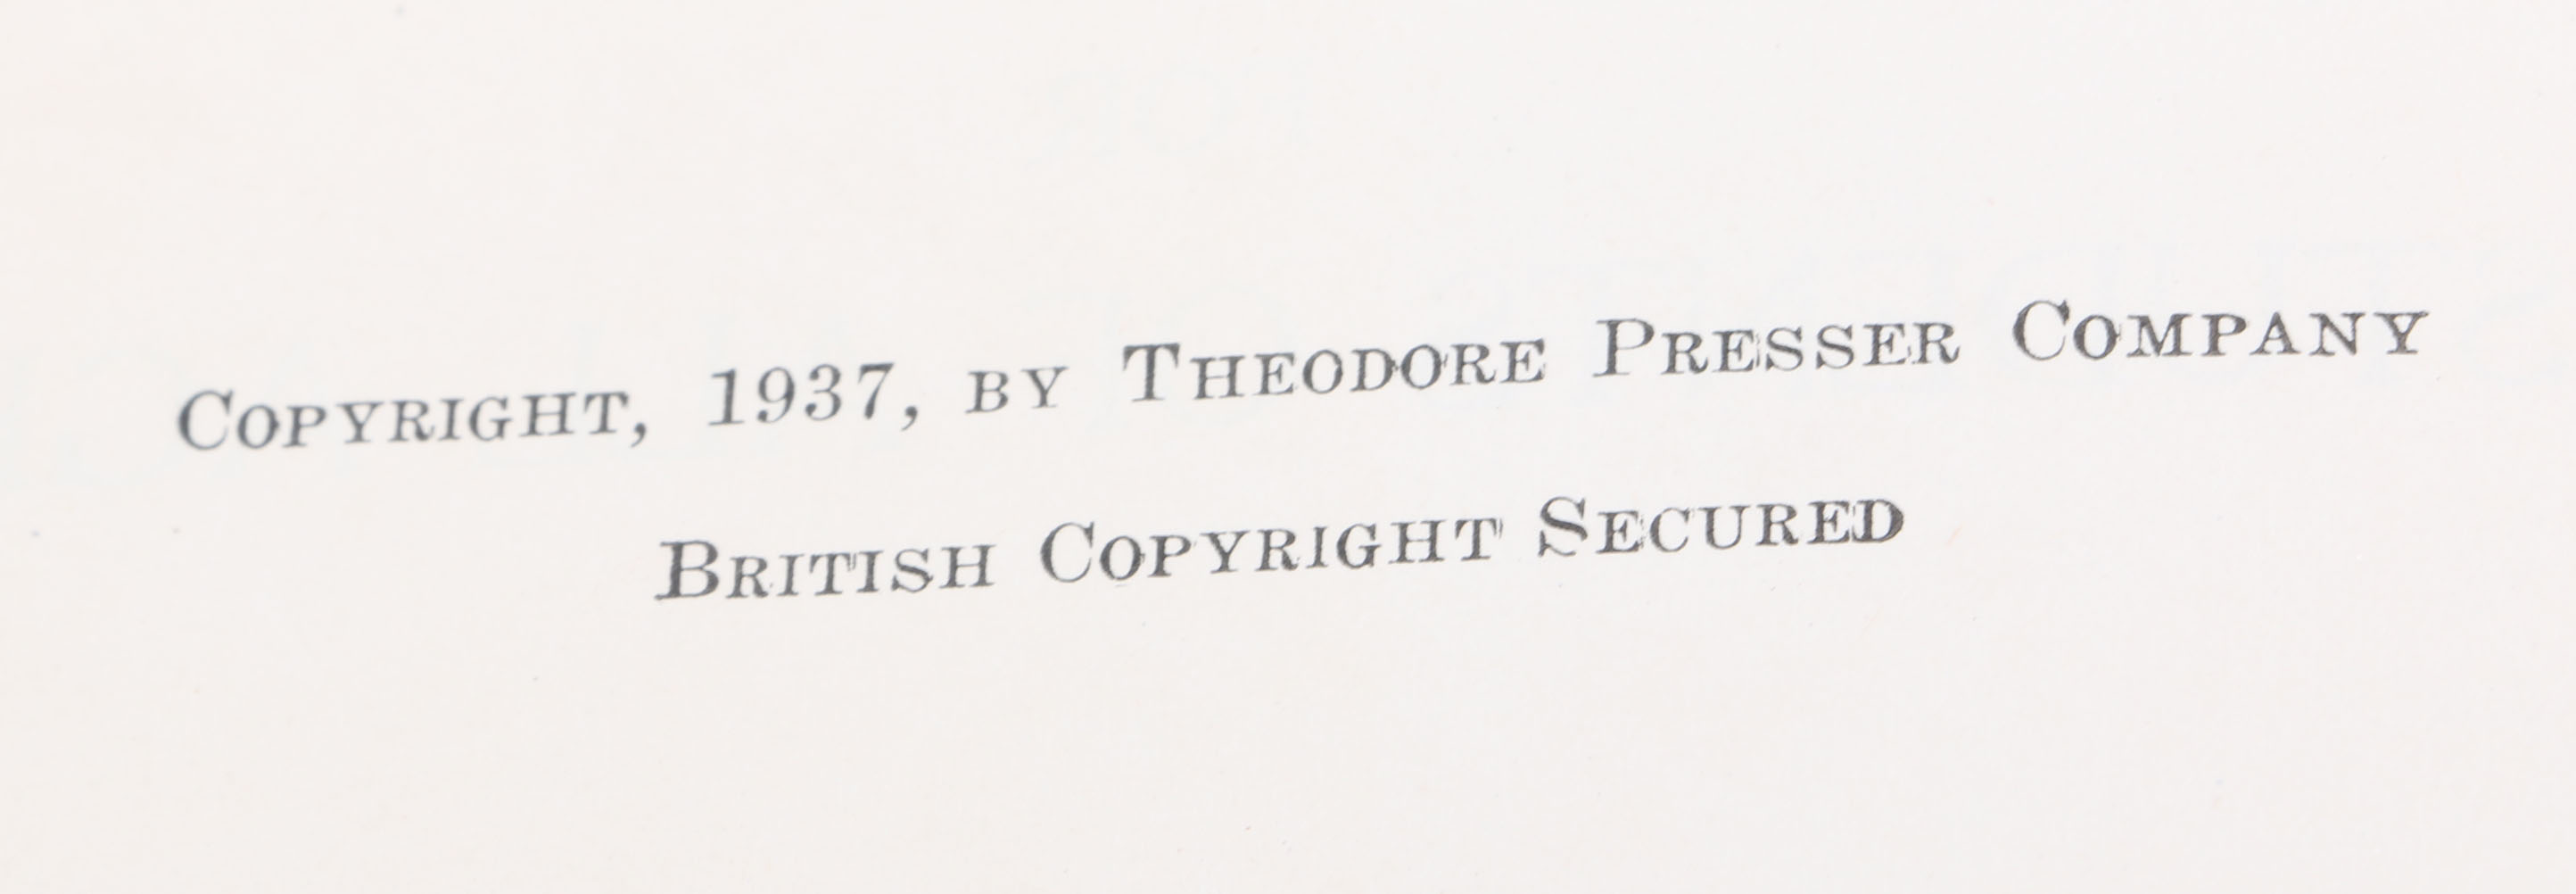 Copyright, 1937, by Theodore Presser Company
British Copyright Secured